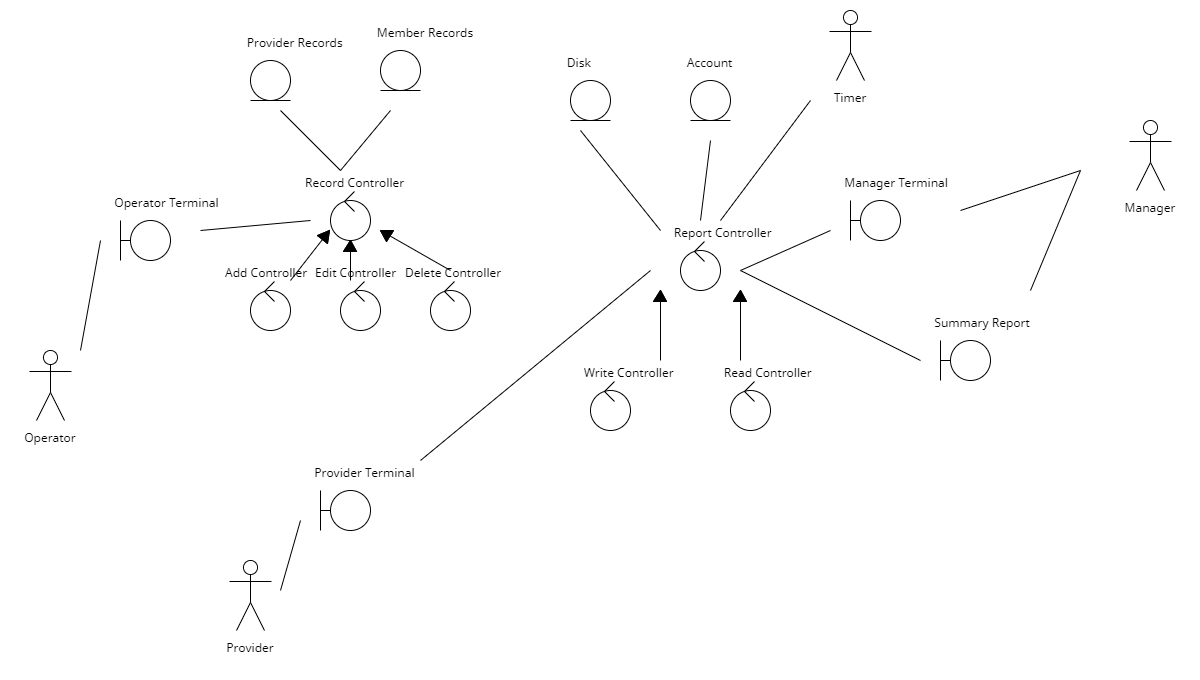 Timer
Member Records
Provider Records
Disk
Account
Manager
Record Controller
Manager Terminal
Operator Terminal
Report Controller
Add Controller
Edit Controller
Delete Controller
Summary Report
Write Controller
Read Controller
Operator
Provider Terminal
Provider